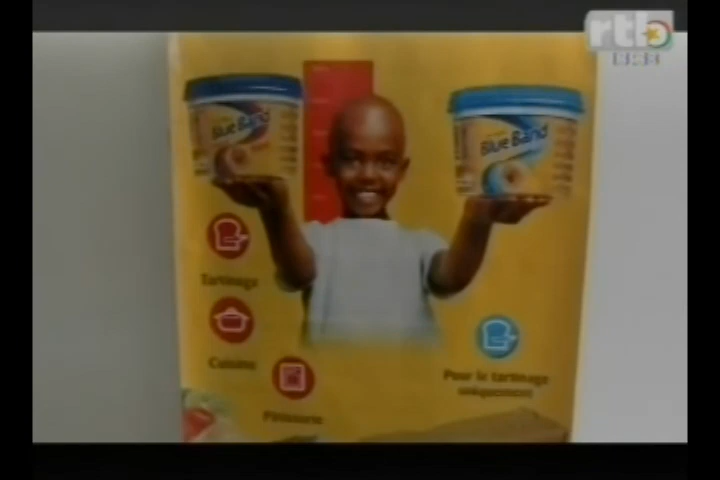 rtb
Blue Band
Blue Band
Tartinage
Cuisine
Pâtisserie
Pour le tartinage
uniquement